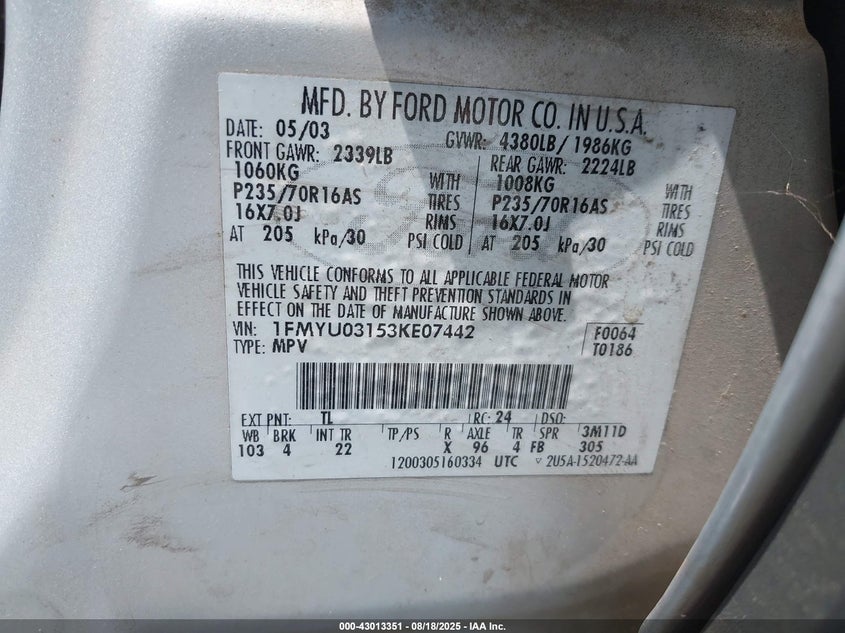 MFD. BY FORD MOTOR CO. IN U.S.A.
DATE: 05/03 GVWR: 4380LB/ 1986KG
FRONT GAWR: 2339LB REAR GAWR: 2224LB
1060KG WITH 1008KG WITH
P235/70R16AS TIRES P235/70R16AS TIRES
16X7.0J RIMS 16X7.0J RIMS
AT 205 kPa/30 PSI COLD AT 205 kPa/30 PSI COLD
THIS VEHICLE CONFORMS TO ALL APPLICABLE FEDERAL MOTOR
VEHICLE SAFETY AND THEFT PREVENTION STANDARDS IN
EFFECT ON THE DATE OF MANUFACTURE SHOWN ABOVE.
VIN: 1FMYU03153KE07442 F0064
TYPE: MPV T0186
EXT PNT: TL RC: 24 DSO:
WB BRK INT TR TP/PS R AXLE TR SPR 3M11D
103 4 22 X 96 4 FB 305
1200305160334 UTC ▽ 2U5A-1520472-AA
000-43013351 - 08/18/2025 - IAA Inc.